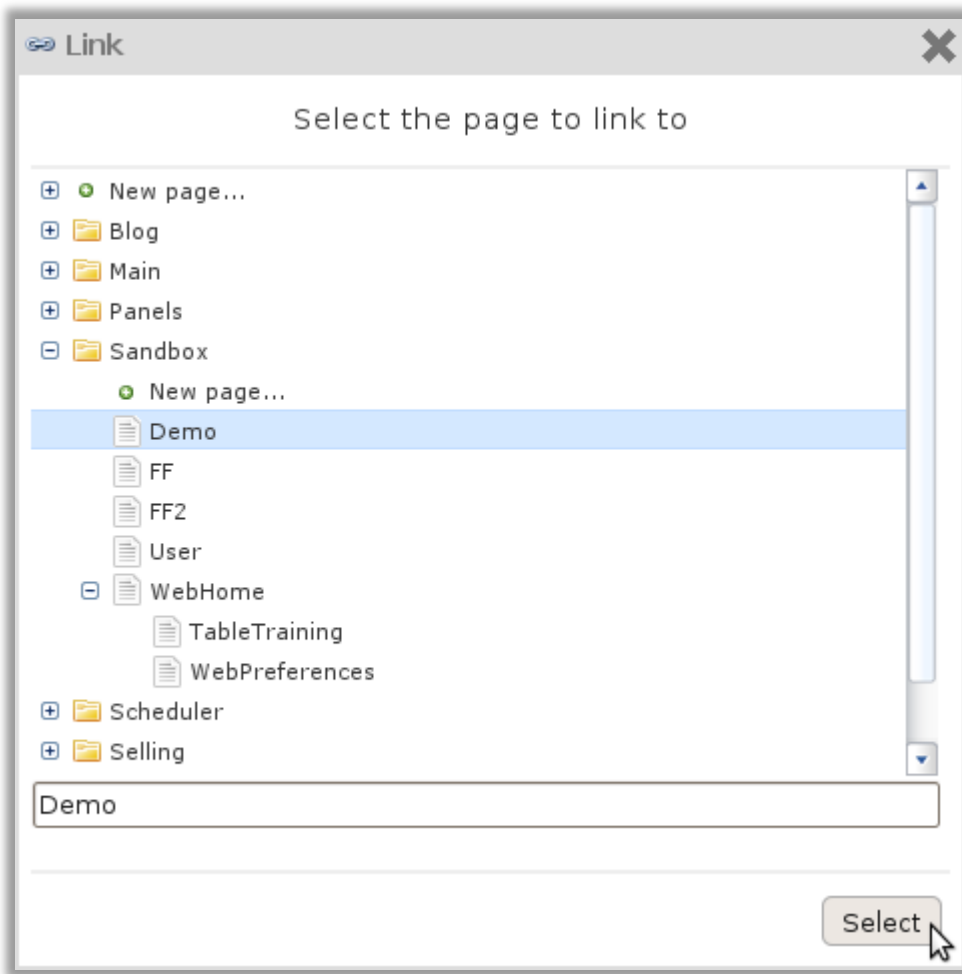 Link
Select the page to link to
New page...
Blog
Main
Panels
Sandbox
New page...
Demo
FF
FF2
User
WebHome
TableTraining
WebPreferences
Scheduler
Selling
Demo
Select